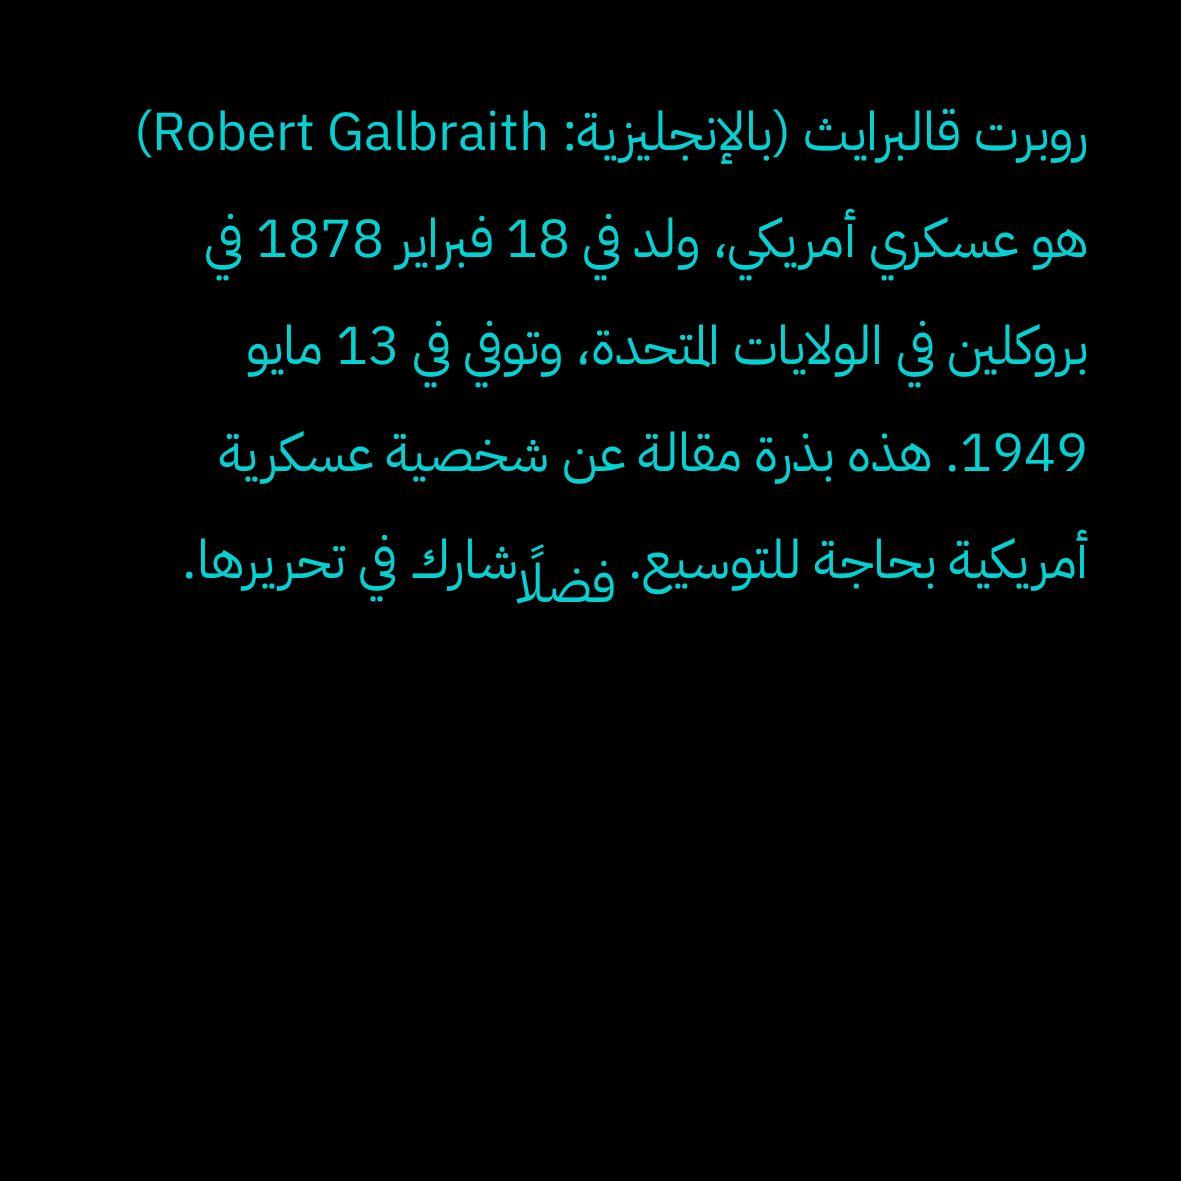 روبرت قالبرايث (بالإنجليزية: Robert Galbraith)
هو عسكري أمريكي، ولد في 18 فبراير 1878 في
بروكلين في الولايات المتحدة، وتوفي في 13 مايو
1949. هذه بذرة مقالة عن شخصية عسكرية
أمريكية بحاجة للتوسيع. فضلًا شارك في تحريرها.